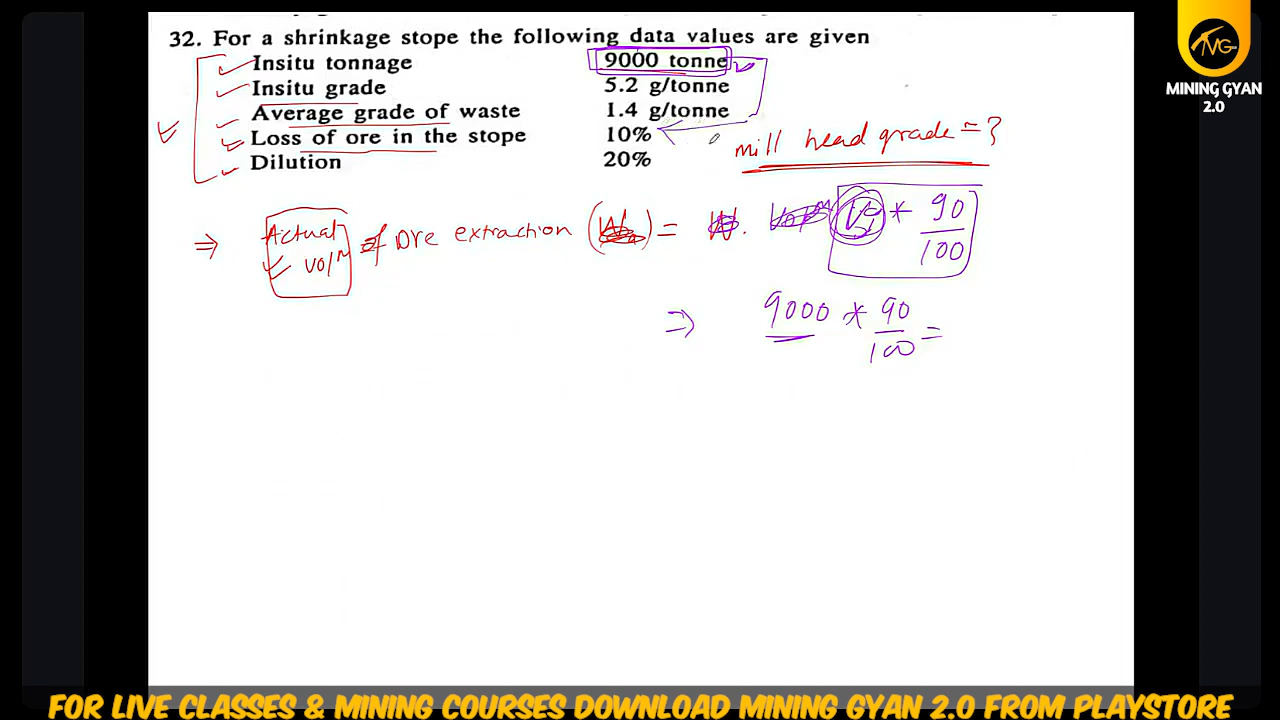 32. For a shrinkage stope the following data values are given
Insitu tonnage 9000 tonne
Insitu grade 5.2 g/tonne
Average grade of waste 1.4 g/tonne
Loss of ore in the stope 10%
Dilution 20%
mill head grade = ?
MINING GYAN
2.0
⇒ Actual volm of Ore extraction ( ) = * 90/100
⇒ 9000 * 90/100 =
FOR LIVE CLASSES & MINING COURSES DOWNLOAD MINING GYAN 2.0 FROM PLAYSTORE